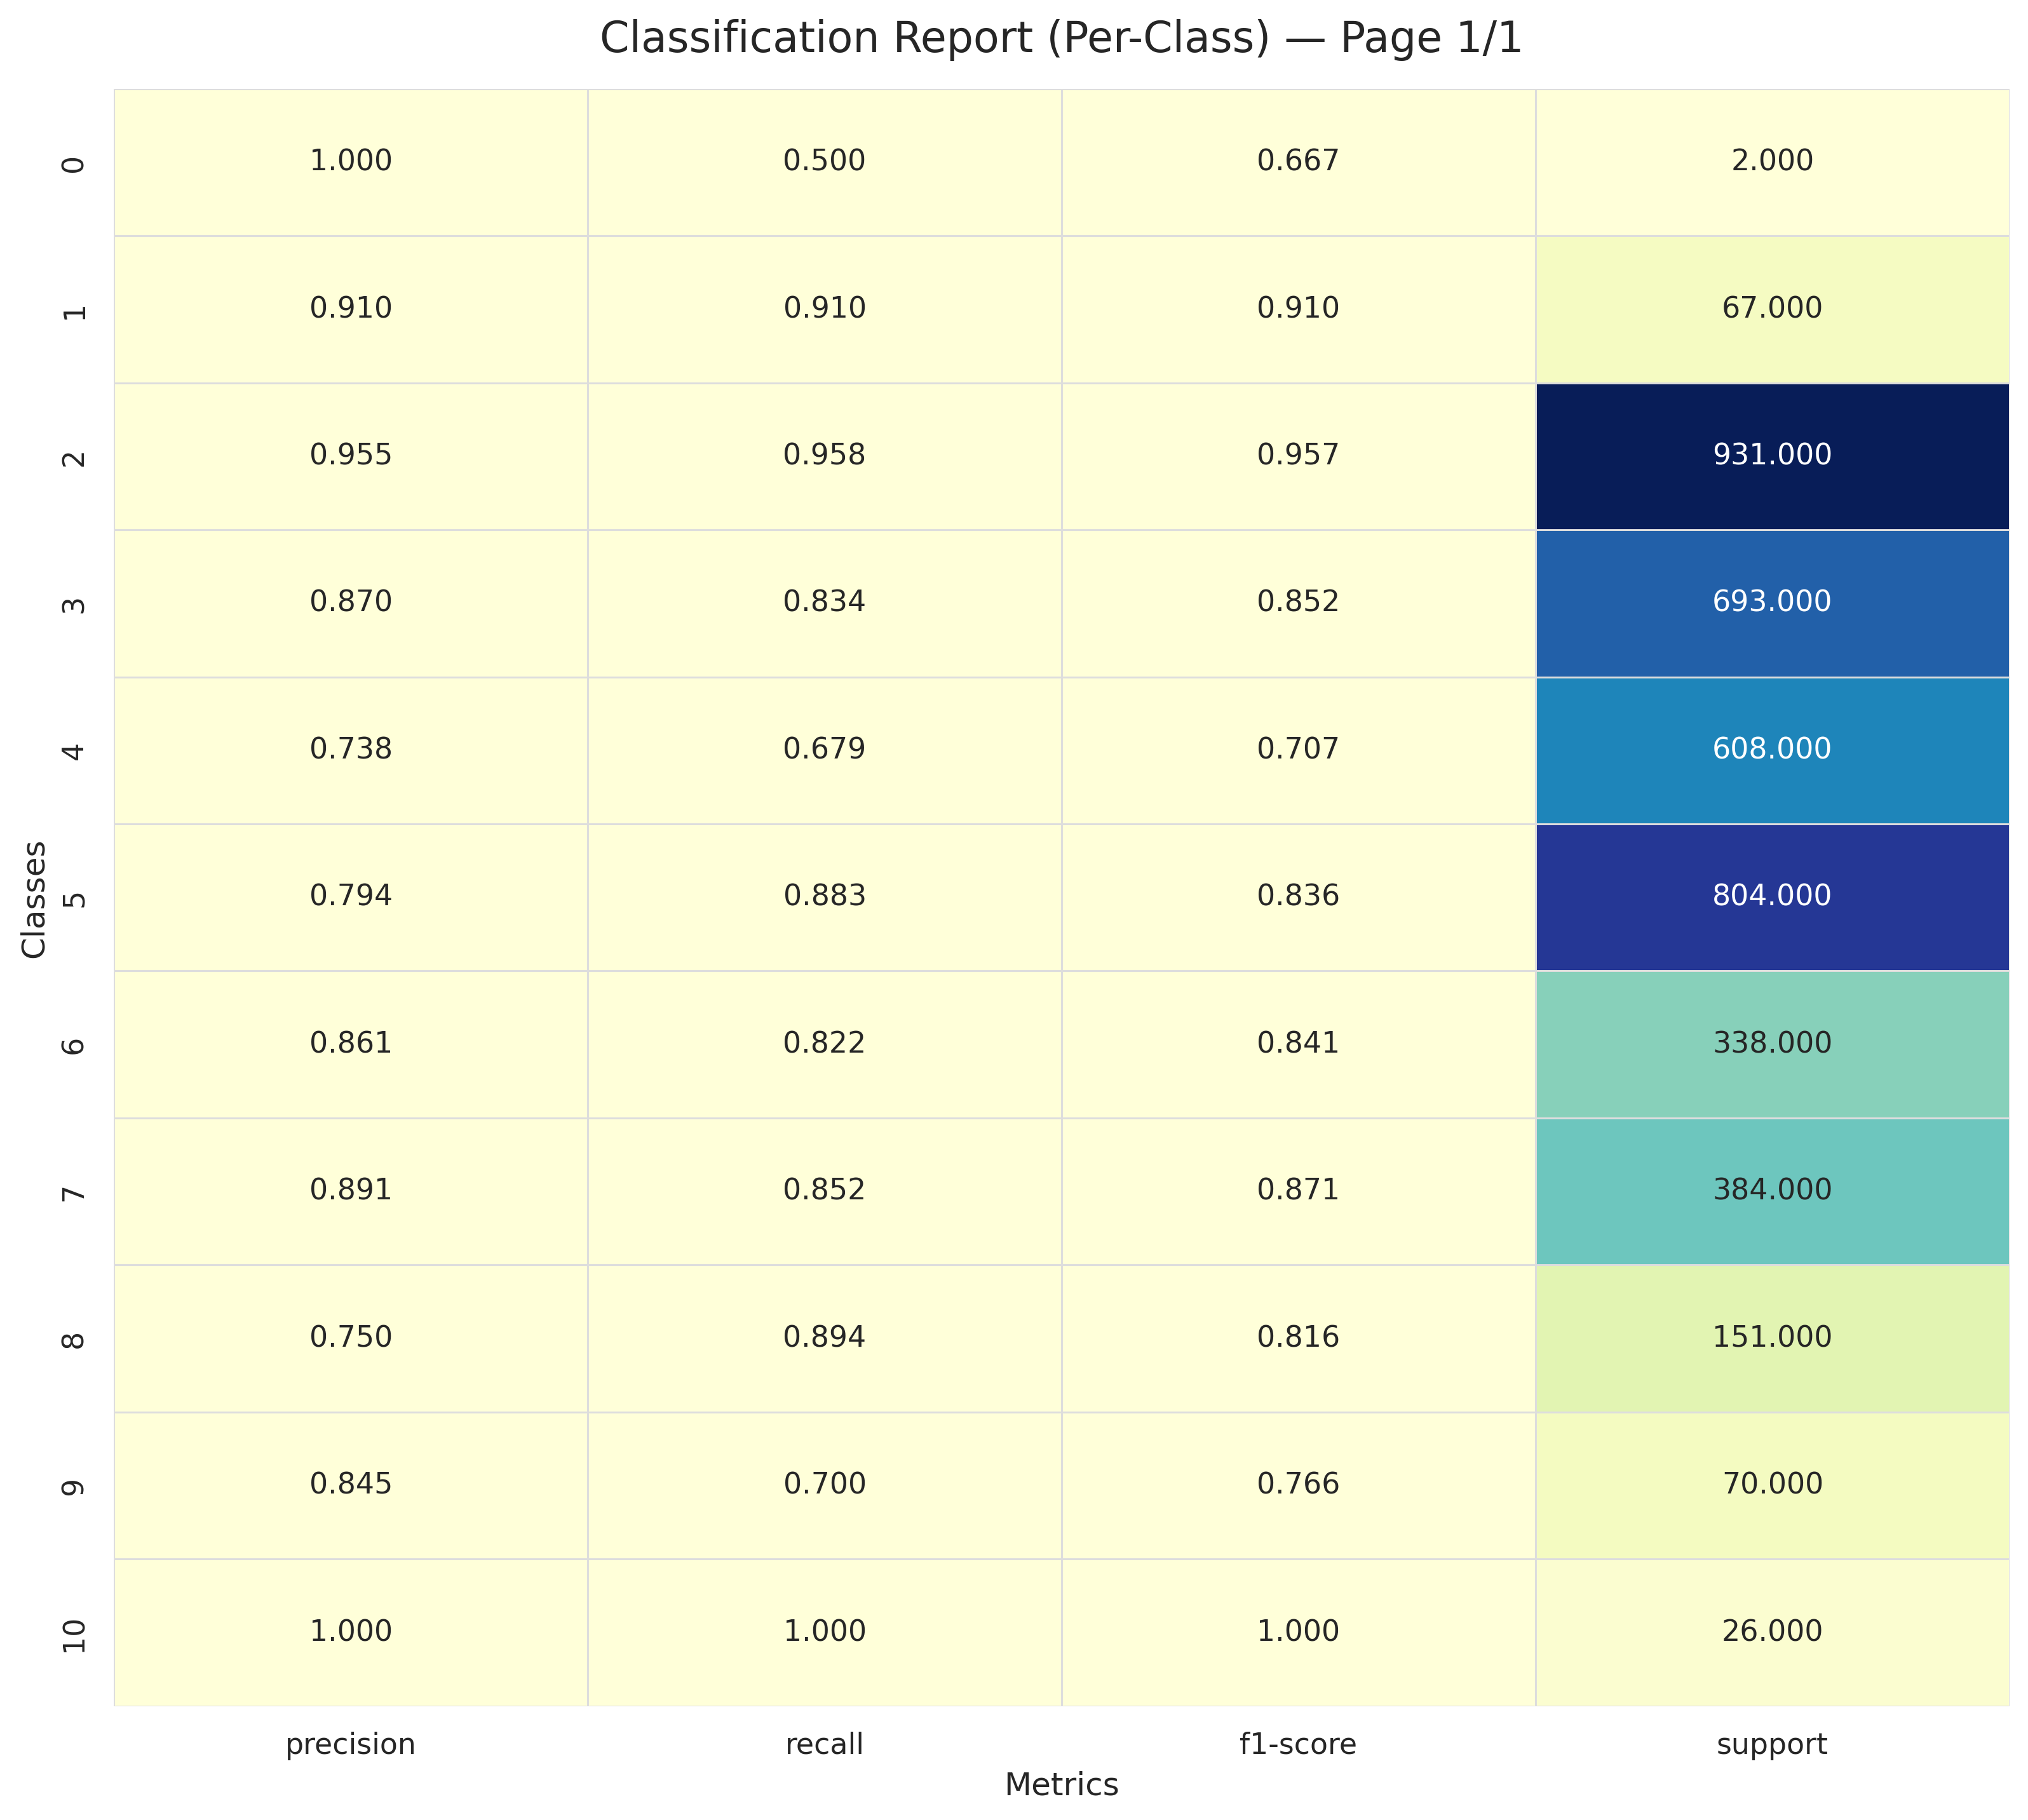 Classification Report (Per-Class) — Page 1/1
0 1.000 0.500 0.667 2.000
1 0.910 0.910 0.910 67.000
2 0.955 0.958 0.957 931.000
3 0.870 0.834 0.852 693.000
4 0.738 0.679 0.707 608.000
5 0.794 0.883 0.836 804.000
6 0.861 0.822 0.841 338.000
7 0.891 0.852 0.871 384.000
8 0.750 0.894 0.816 151.000
9 0.845 0.700 0.766 70.000
10 1.000 1.000 1.000 26.000
Classes
precision recall f1-score support
Metrics